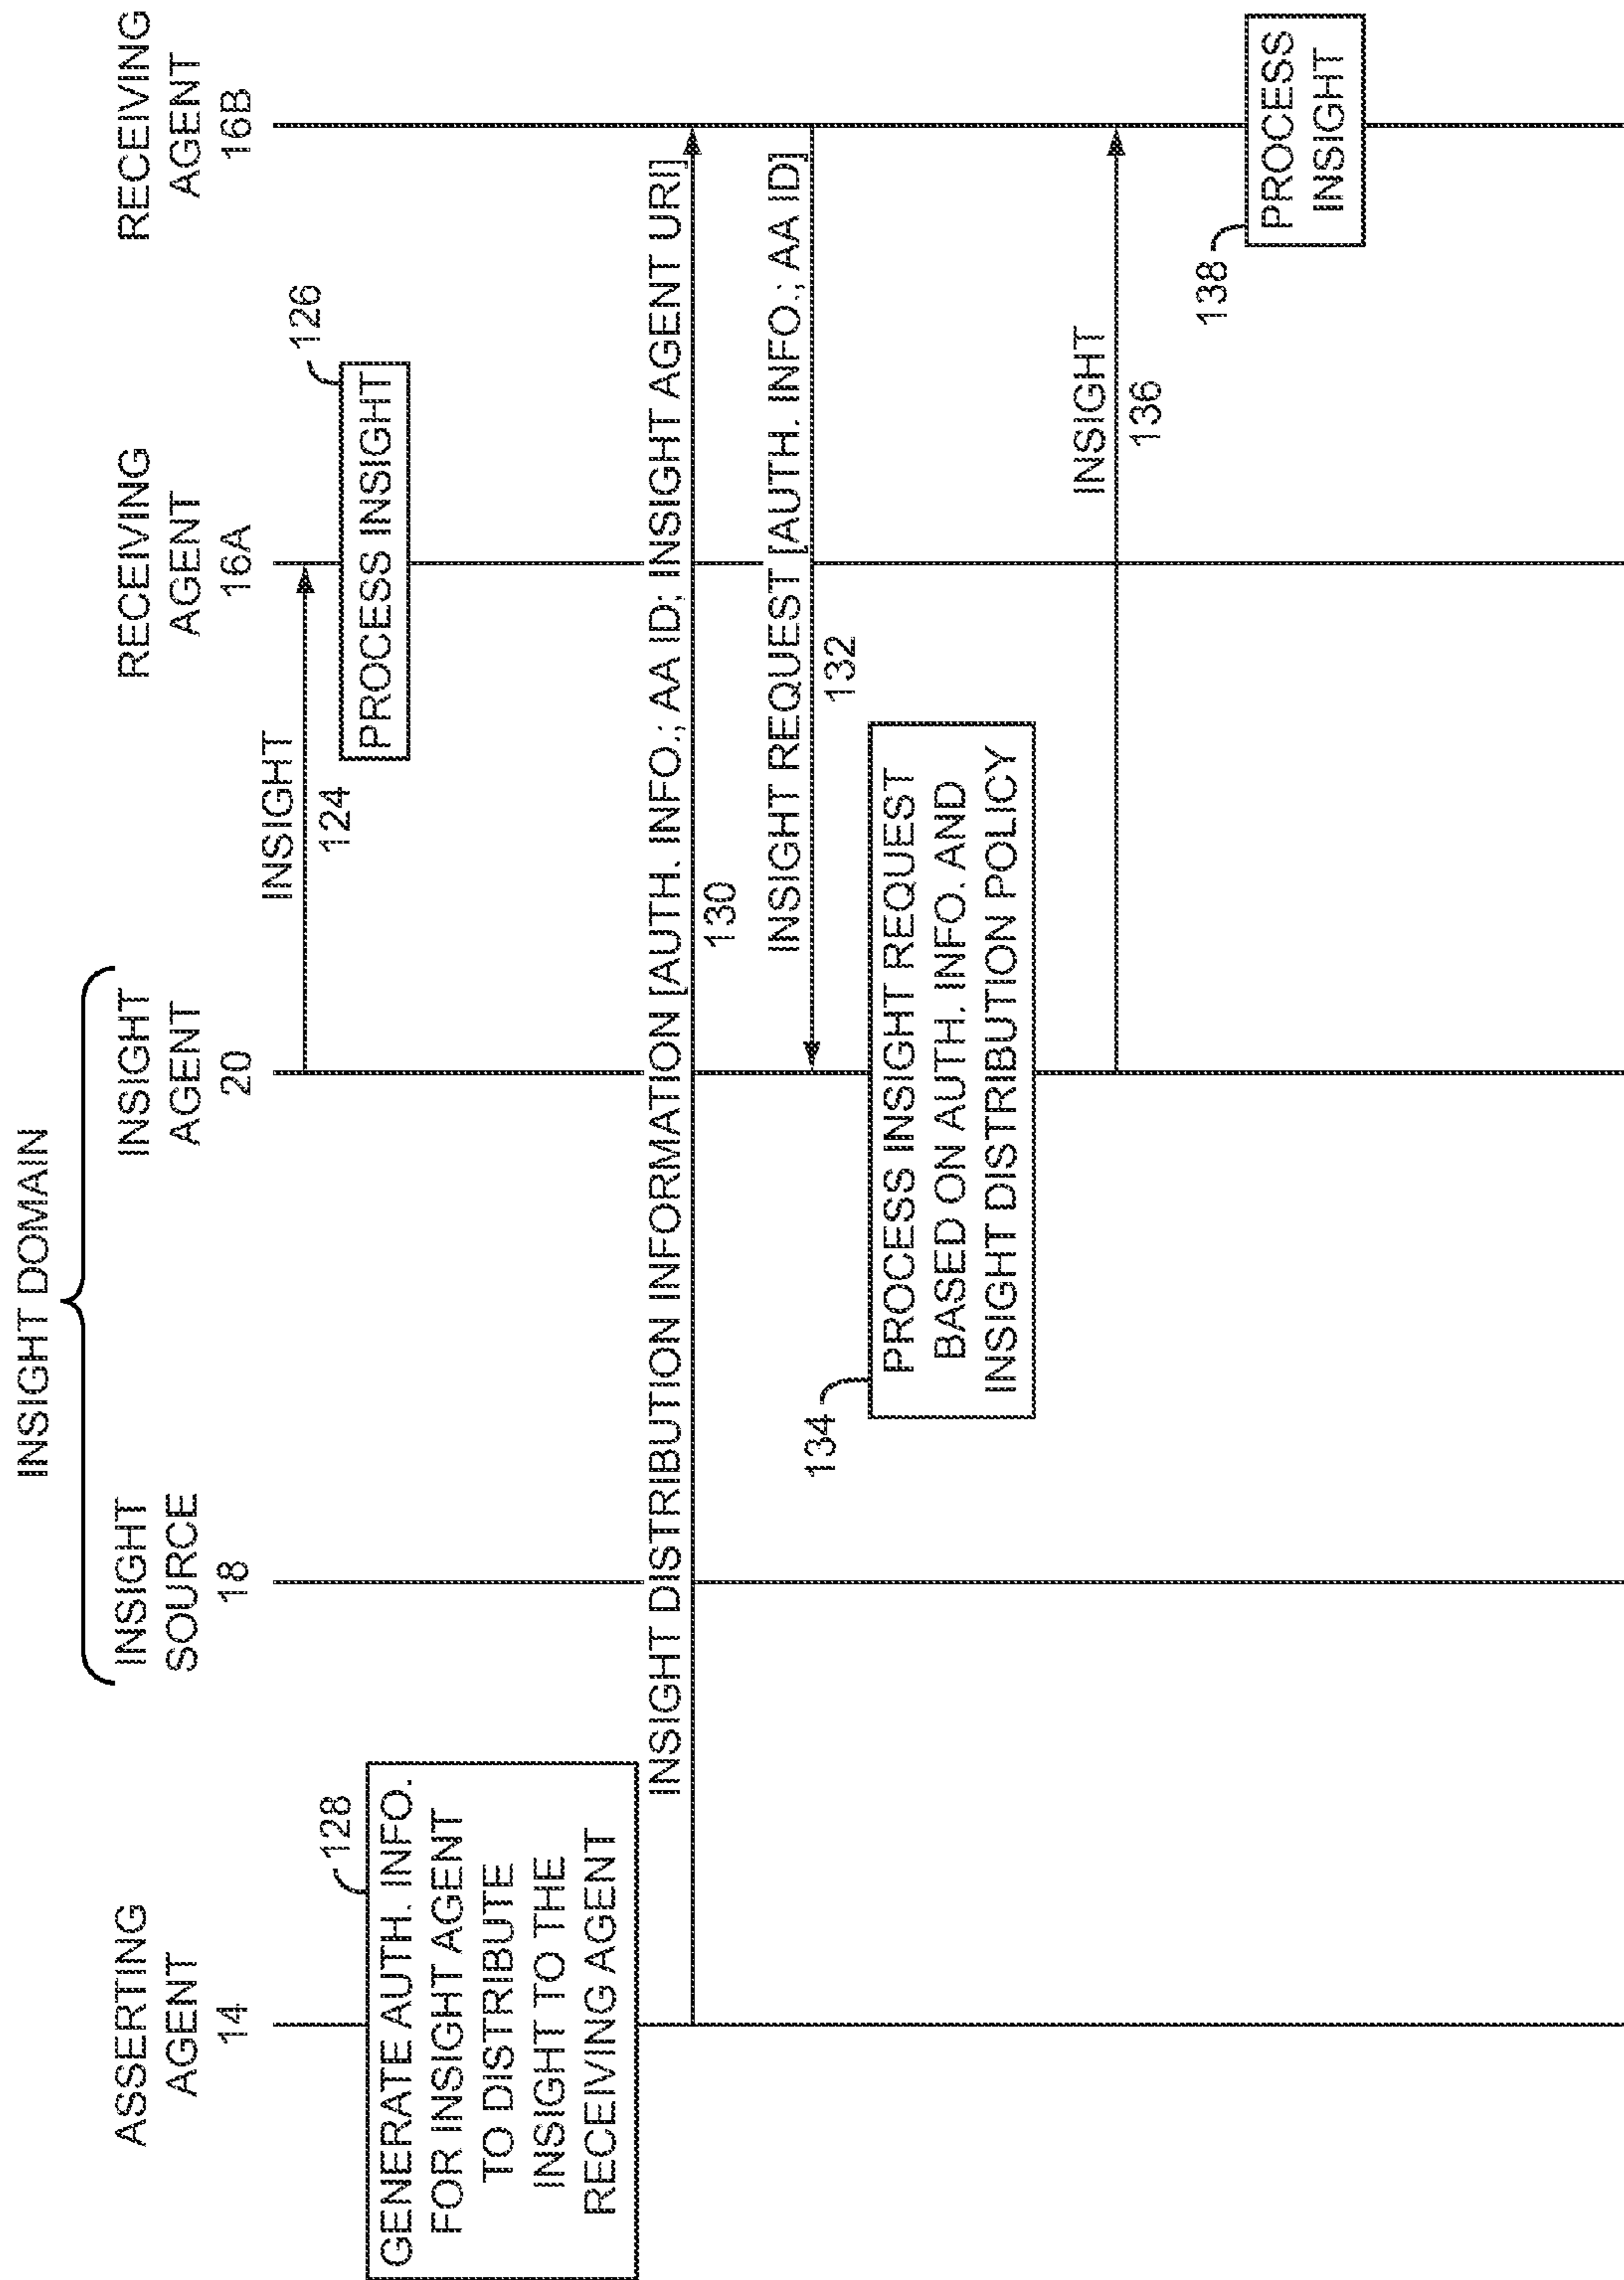 INSIGHT DOMAIN
ASSERTING
AGENT
14
INSIGHT
SOURCE
18
INSIGHT
AGENT
20
RECEIVING
AGENT
16A
RECEIVING
AGENT
16B
INSIGHT
124
126
PROCESS INSIGHT
128
GENERATE AUTH. INFO.
FOR INSIGHT AGENT
TO DISTRIBUTE
INSIGHT TO THE
RECEIVING AGENT
INSIGHT DISTRIBUTION INFORMATION [AUTH. INFO.; AA ID; INSIGHT AGENT URI]
130
INSIGHT REQUEST [AUTH. INFO.; AA ID]
132
134
PROCESS INSIGHT REQUEST
BASED ON AUTH. INFO. AND
INSIGHT DISTRIBUTION POLICY
INSIGHT
136
138
PROCESS
INSIGHT